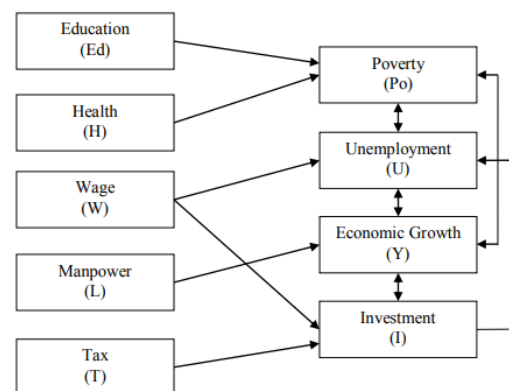 Education
(Ed)
Health
(H)
Wage
(W)
Manpower
(L)
Tax
(T)
Poverty
(Po)
Unemployment
(U)
Economic Growth
(Y)
Investment
(I)